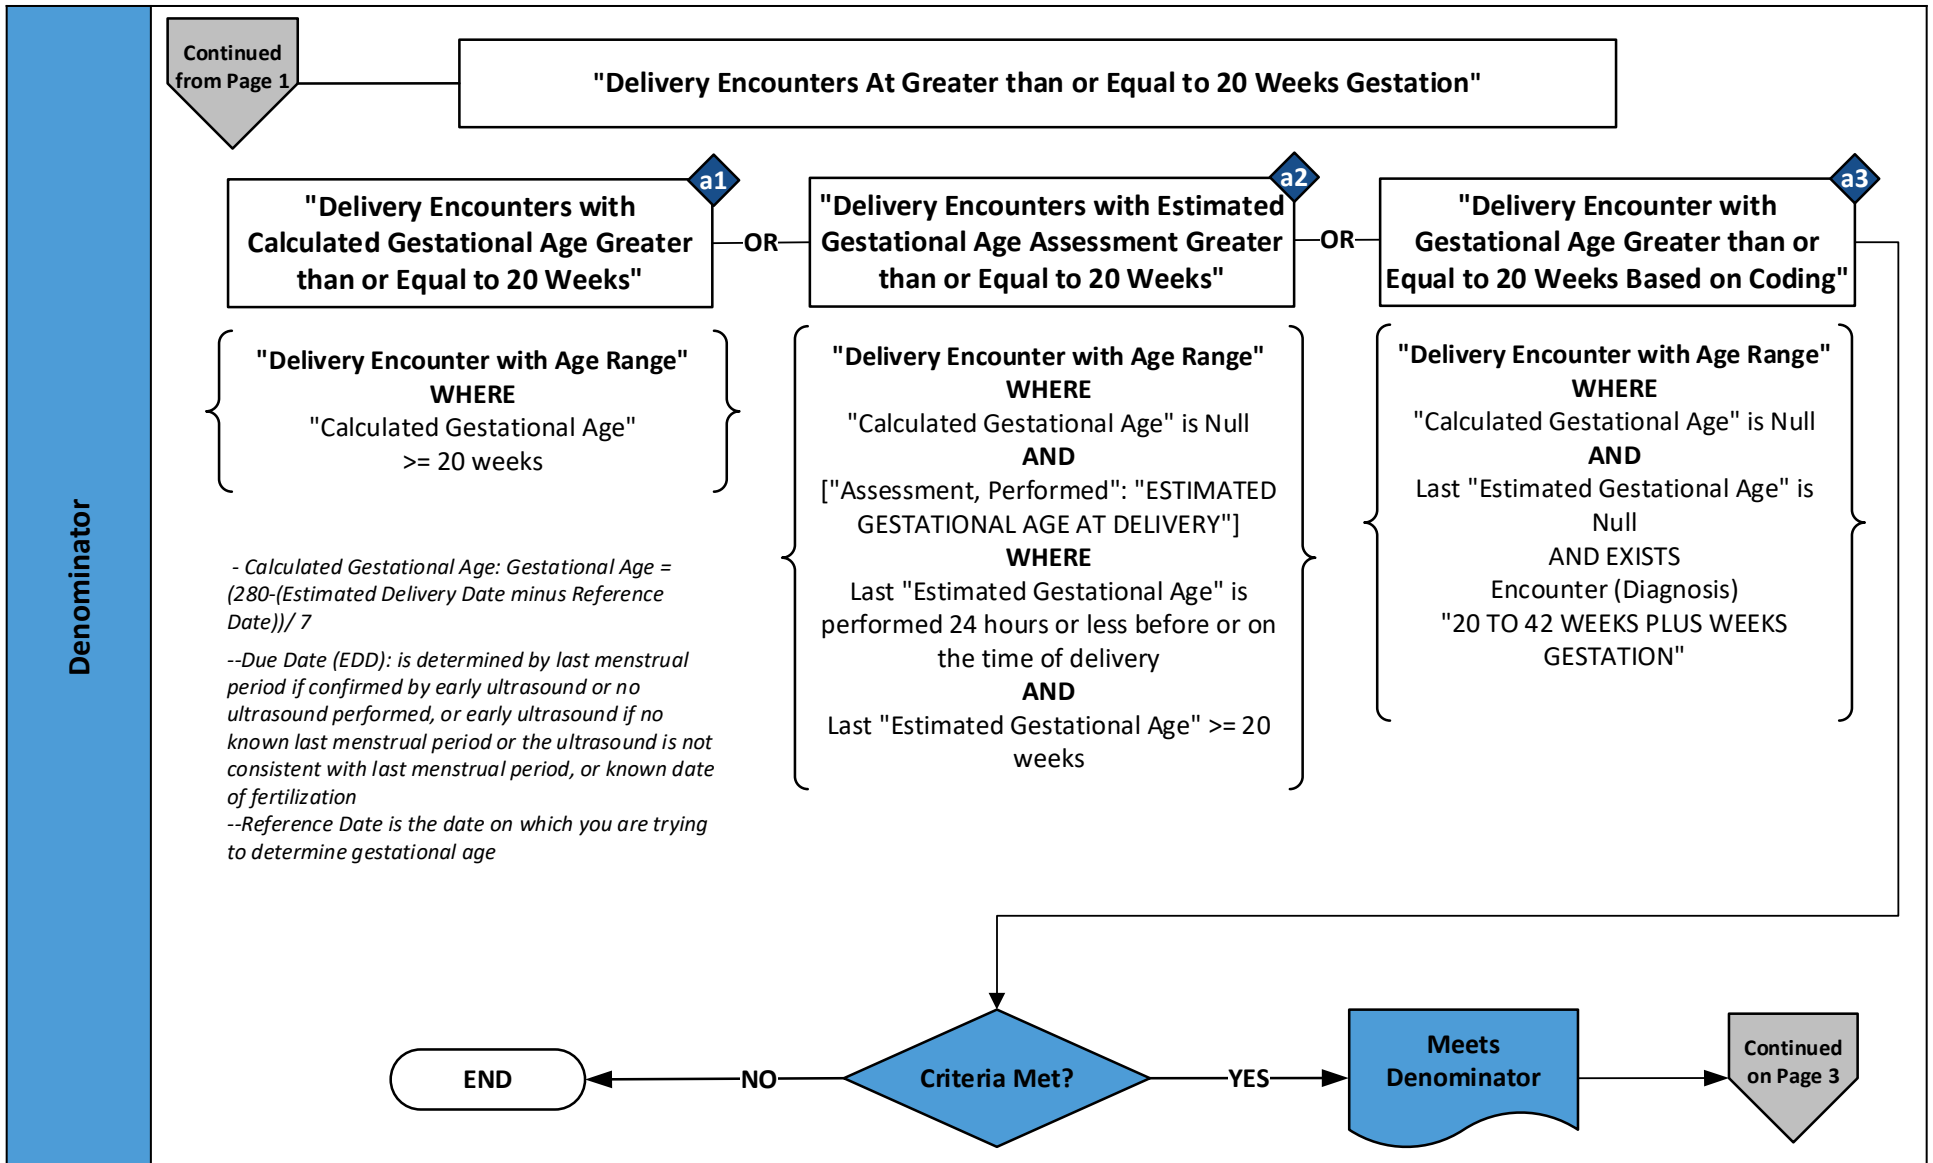 Denominator
Continued
from Page 1
"Delivery Encounters At Greater than or Equal to 20 Weeks Gestation"
a1
"Delivery Encounters with
Calculated Gestational Age Greater
than or Equal to 20 Weeks"
OR
a2
"Delivery Encounters with Estimated
Gestational Age Assessment Greater
than or Equal to 20 Weeks"
OR
a3
"Delivery Encounter with
Gestational Age Greater than or
Equal to 20 Weeks Based on Coding"
"Delivery Encounter with Age Range"
WHERE
"Calculated Gestational Age"
>= 20 weeks
- Calculated Gestational Age: Gestational Age =
(280-(Estimated Delivery Date minus Reference
Date))/ 7
--Due Date (EDD): is determined by last menstrual
period if confirmed by early ultrasound or no
ultrasound performed, or early ultrasound if no
known last menstrual period or the ultrasound is not
consistent with last menstrual period, or known date
of fertilization
--Reference Date is the date on which you are trying
to determine gestational age
"Delivery Encounter with Age Range"
WHERE
"Calculated Gestational Age" is Null
AND
["Assessment, Performed": "ESTIMATED
GESTATIONAL AGE AT DELIVERY"]
WHERE
Last "Estimated Gestational Age" is
performed 24 hours or less before or on
the time of delivery
AND
Last "Estimated Gestational Age" >= 20
weeks
"Delivery Encounter with Age Range"
WHERE
"Calculated Gestational Age" is Null
AND
Last "Estimated Gestational Age" is
Null
AND EXISTS
Encounter (Diagnosis)
"20 TO 42 WEEKS PLUS WEEKS
GESTATION"
END
NO
Criteria Met?
YES
Meets
Denominator
Continued
on Page 3